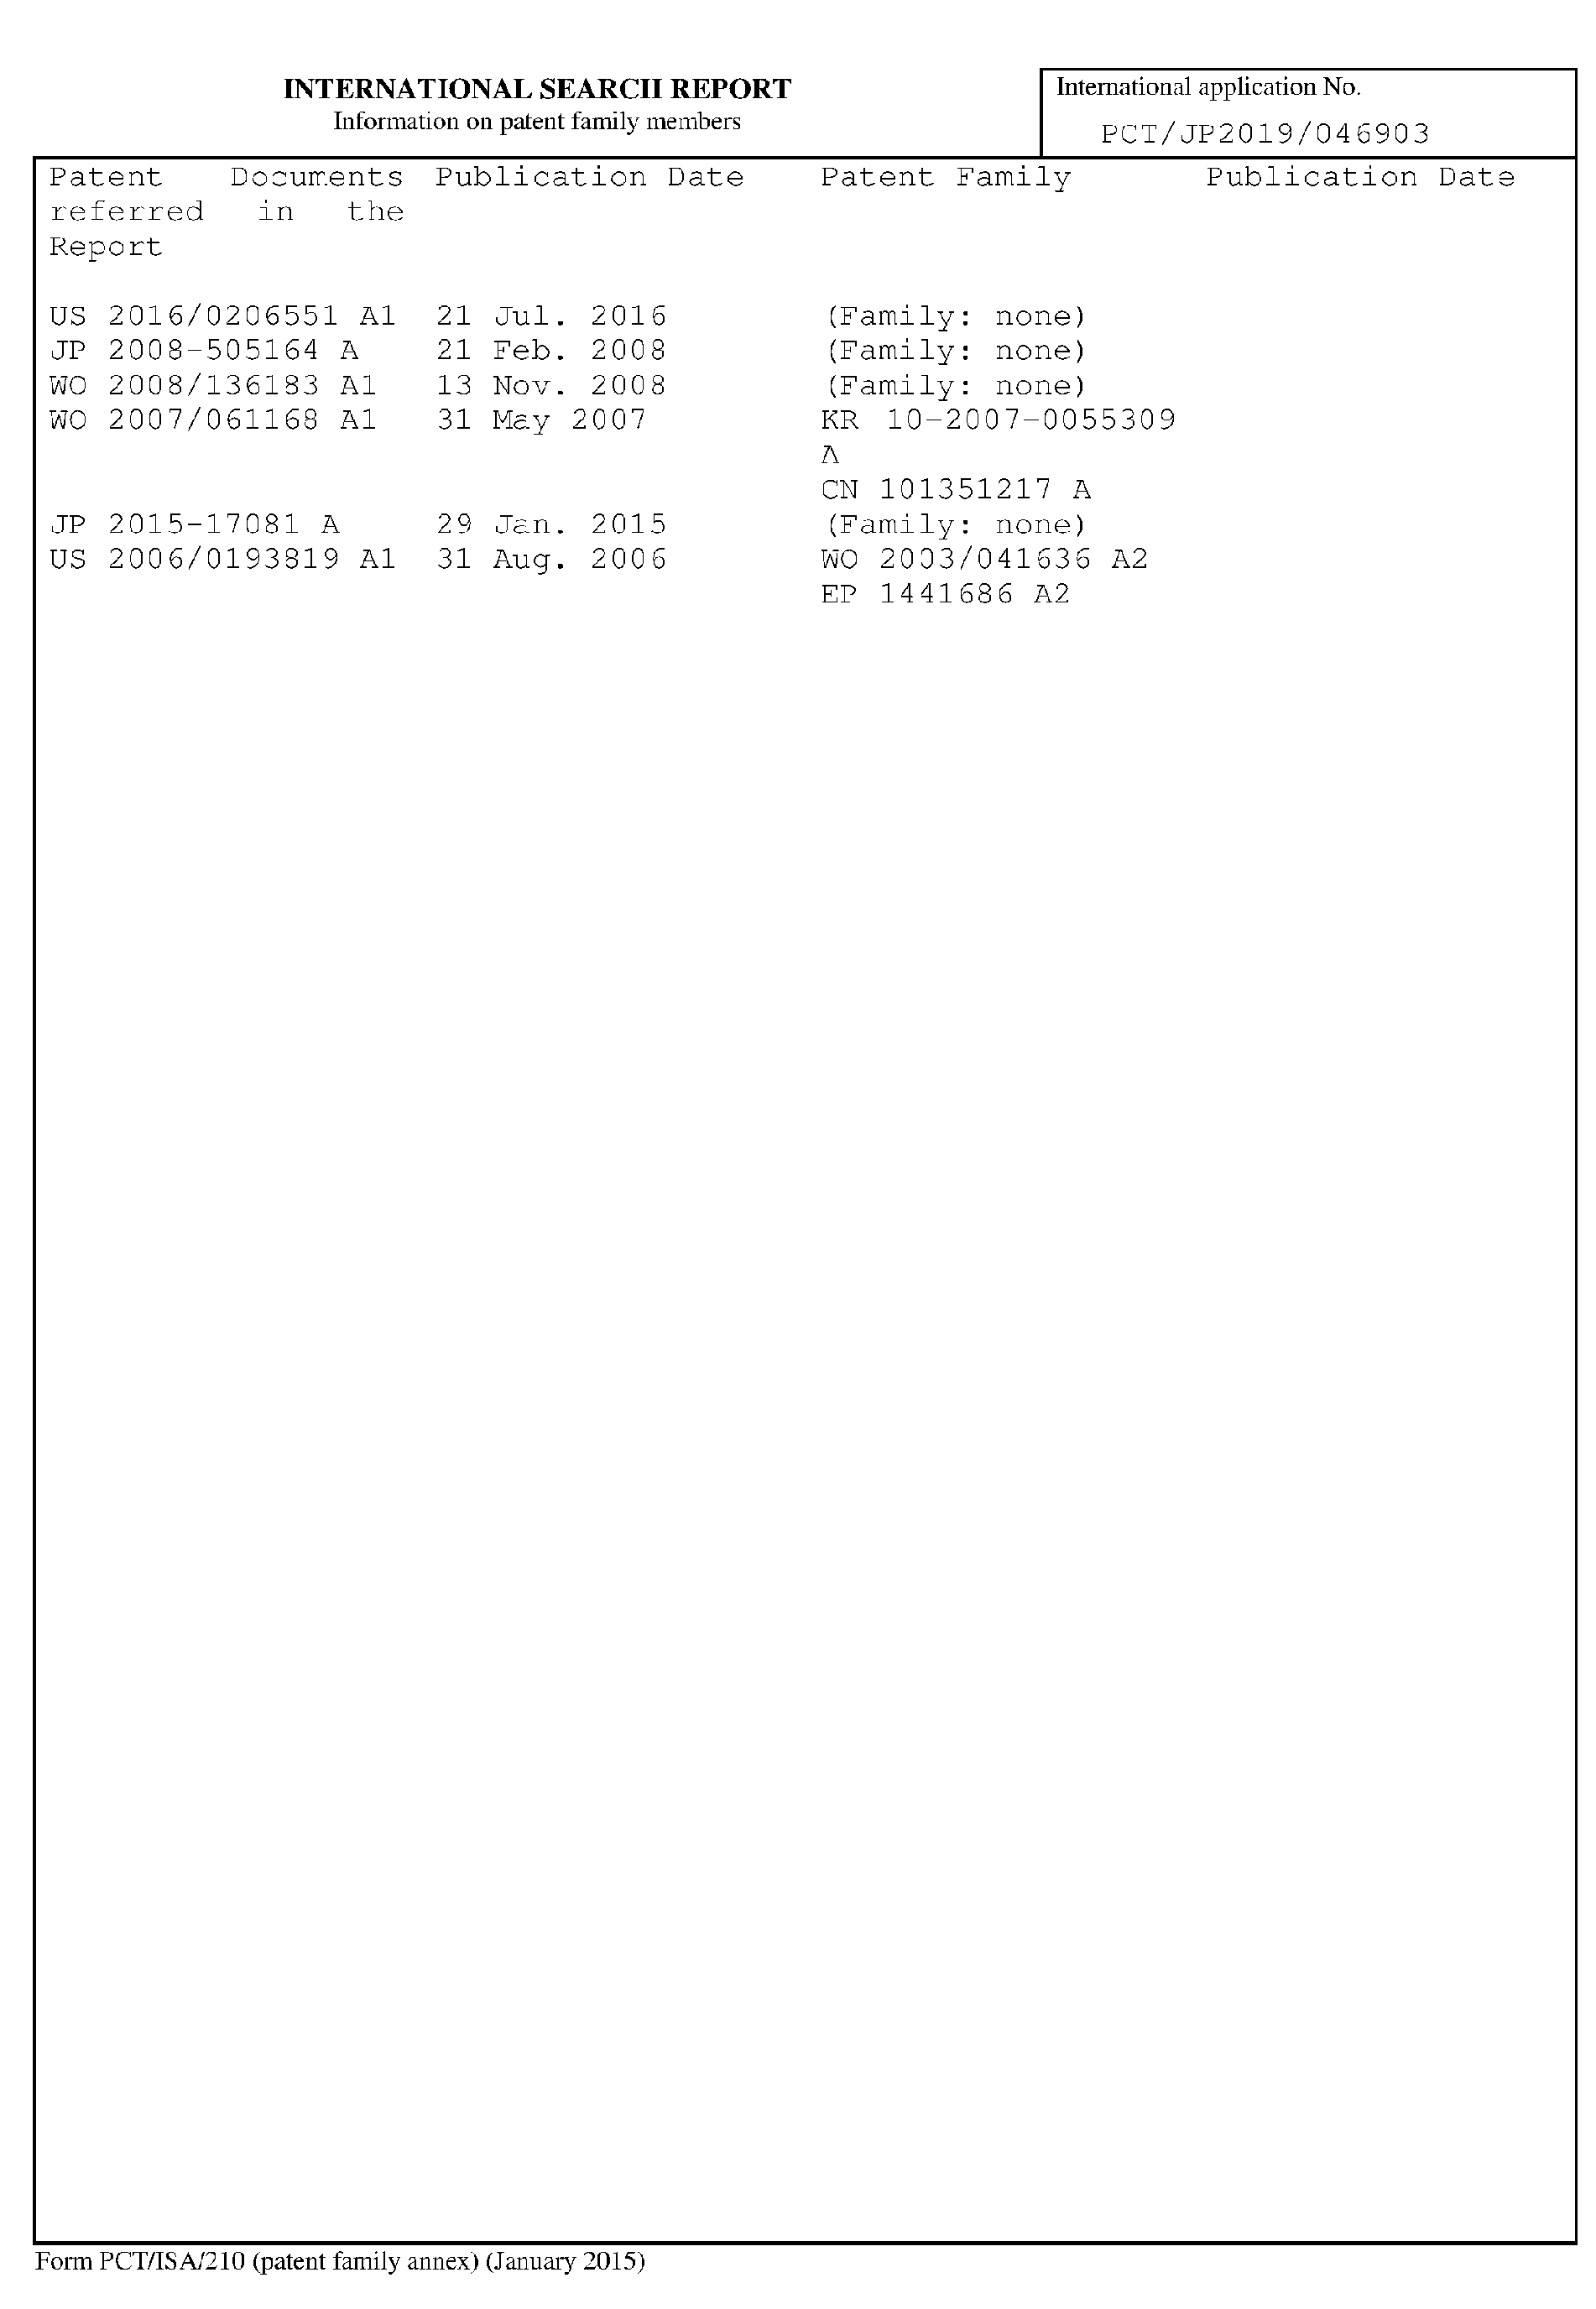 INTERNATIONAL SEARCH REPORT
Information on patent family members
International application No.
PCT/JP2019/046903
Patent Documents Publication Date Patent Family Publication Date
referred in the
Report
US 2016/0206551 A1 21 Jul. 2016 (Family: none)
JP 2008-505164 A 21 Feb. 2008 (Family: none)
WO 2008/136183 A1 13 Nov. 2008 (Family: none)
WO 2007/061168 A1 31 May 2007 KR 10-2007-0055309
A
CN 101351217 A
JP 2015-17081 A 29 Jan. 2015 (Family: none)
US 2006/0193819 A1 31 Aug. 2006 WO 2003/041636 A2
EP 1441686 A2
Form PCT/ISA/210 (patent family annex) (January 2015)